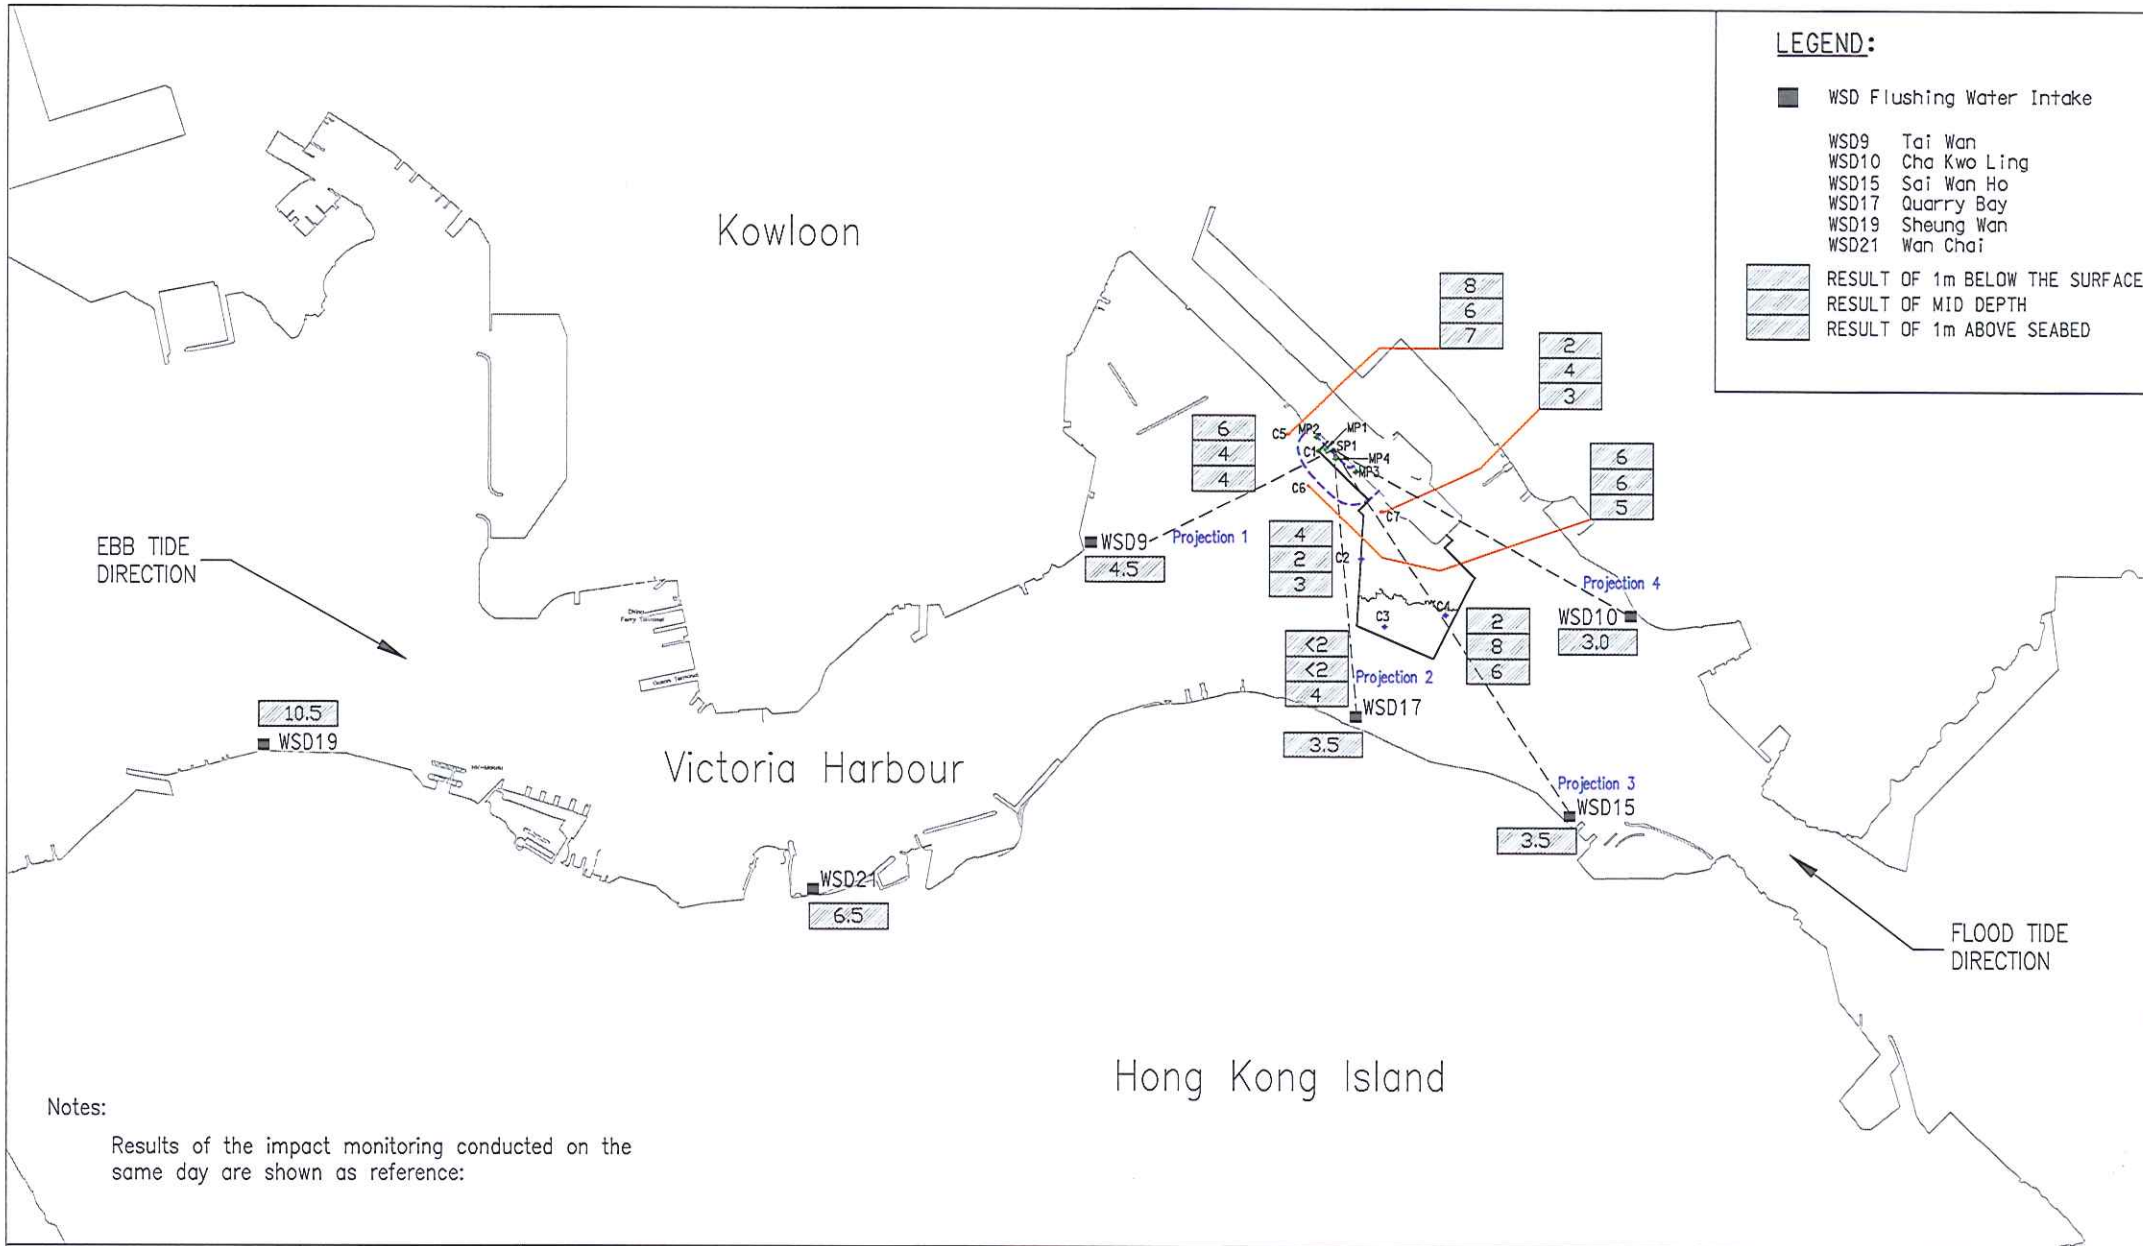 LEGEND:
WSD Flushing Water Intake
WSD9 Tai Wan
WSD10 Cha Kwo Ling
WSD15 Sai Wan Ho
WSD17 Quarry Bay
WSD19 Sheung Wan
WSD21 Wan Chai
RESULT OF 1m BELOW THE SURFACE
RESULT OF MID DEPTH
RESULT OF 1m ABOVE SEABED
Kowloon
8
6
7
2
4
3
6
4
4
6
6
5
C5
MP2
MP1
C1
SP1
MP4
MP3
C6
C7
WSD9
4.5
Projection 1
4
2
3
C2
EBB TIDE
DIRECTION
Projection 4
WSD10
3.0
C3
C4
2
8
6
<2
<2
4
Projection 2
WSD17
3.5
Ferry Terminal
Ocean Terminal
10.5
WSD19
Victoria Harbour
Projection 3
WSD15
3.5
WSD21
6.5
FLOOD TIDE
DIRECTION
Hong Kong Island
Notes:
Results of the impact monitoring conducted on the
same day are shown as reference: